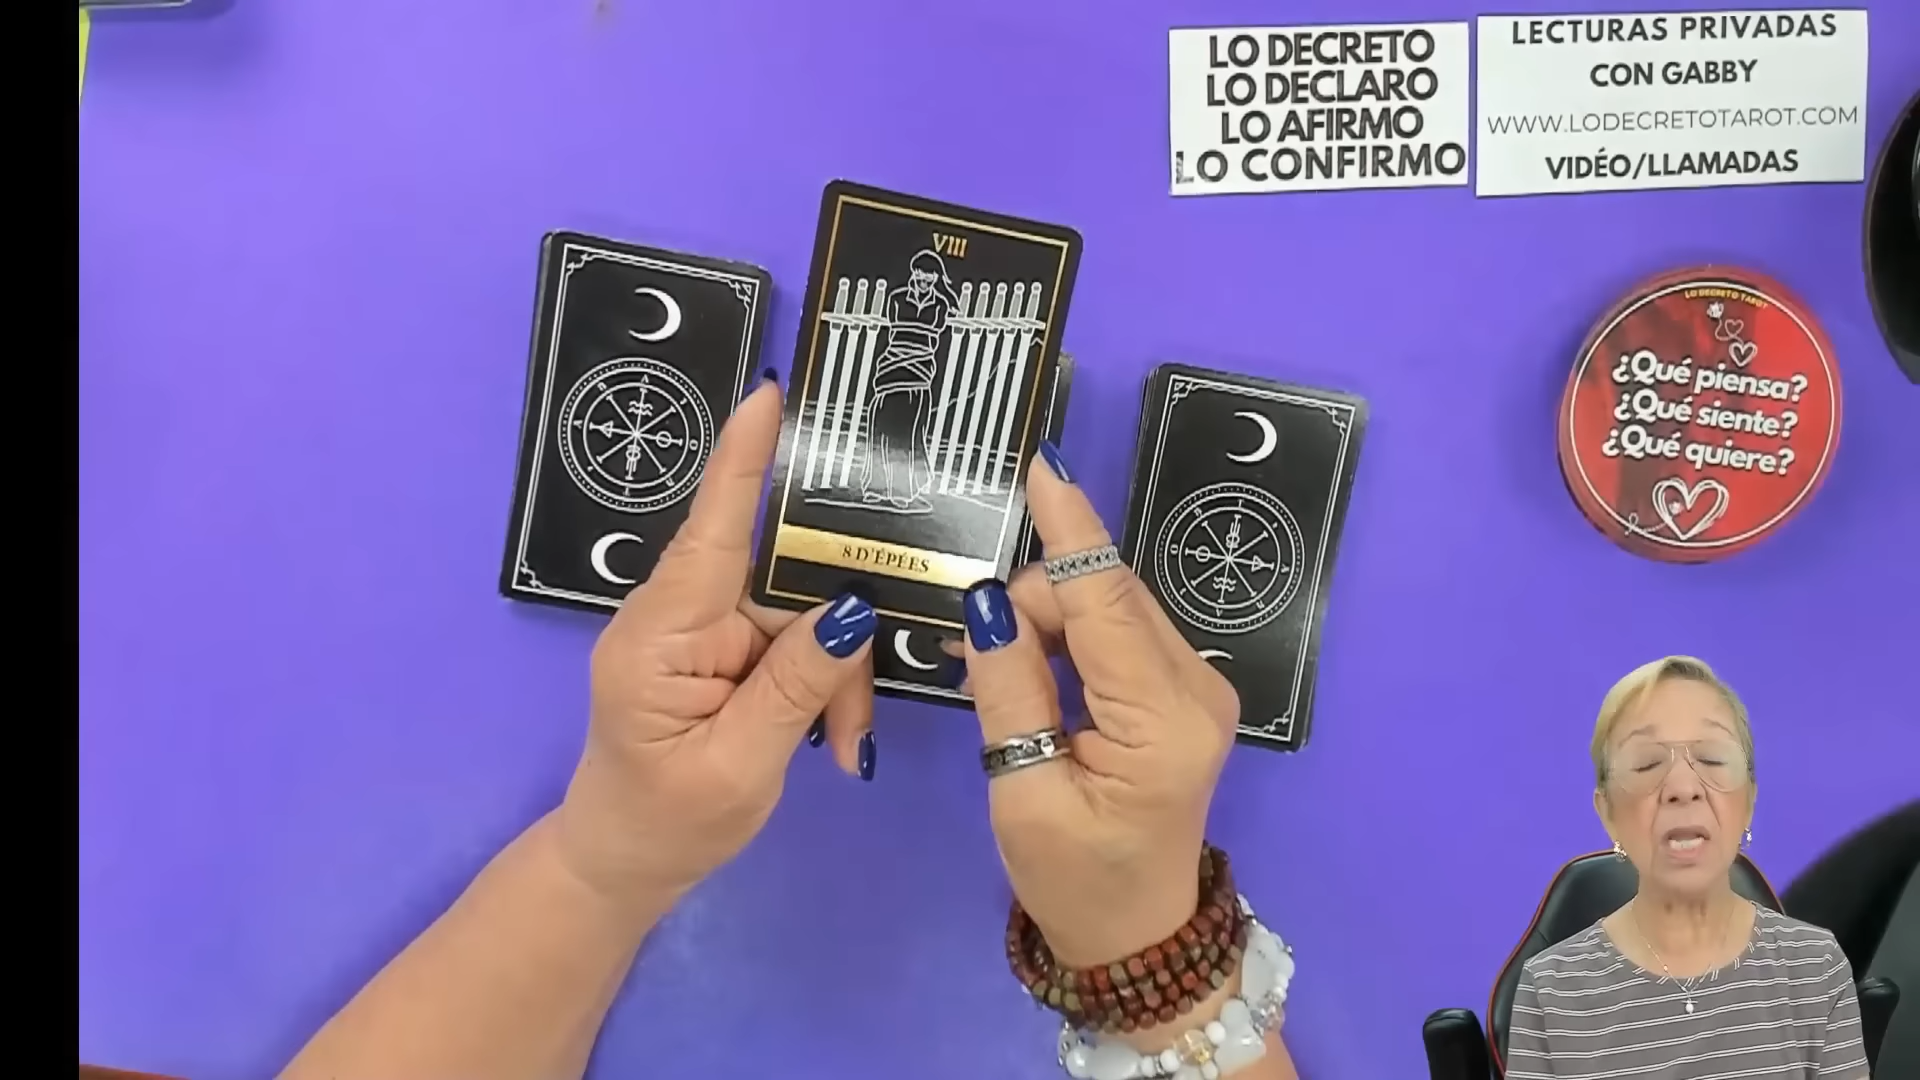 LO DECRETO
LO DECLARO
LO AFIRMO
LO CONFIRMO
LECTURAS PRIVADAS
CON GABBY
WWW.LODECRETOTAROT.COM
VIDÉO/LLAMADAS
VIII
8 D'ÉPÉES
LO DECRETO TAROT
¿Qué piensa?
¿Qué siente?
¿Qué quiere?